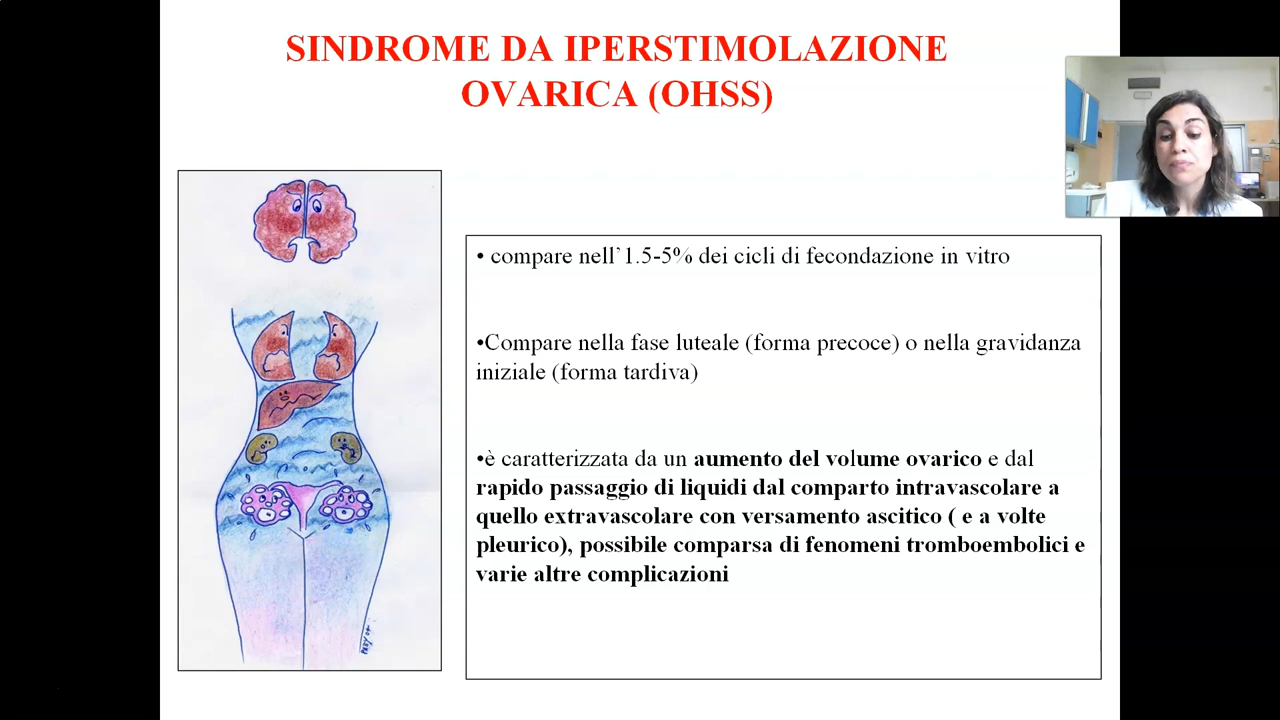 SINDROME DA IPERSTIMOLAZIONE
OVARICA (OHSS)
• compare nell’1.5-5% dei cicli di fecondazione in vitro
•Compare nella fase luteale (forma precoce) o nella gravidanza
iniziale (forma tardiva)
•è caratterizzata da un aumento del volume ovarico e dal
rapido passaggio di liquidi dal comparto intravascolare a
quello extravascolare con versamento ascitico ( e a volte
pleurico), possibile comparsa di fenomeni tromboembolici e
varie altre complicazioni